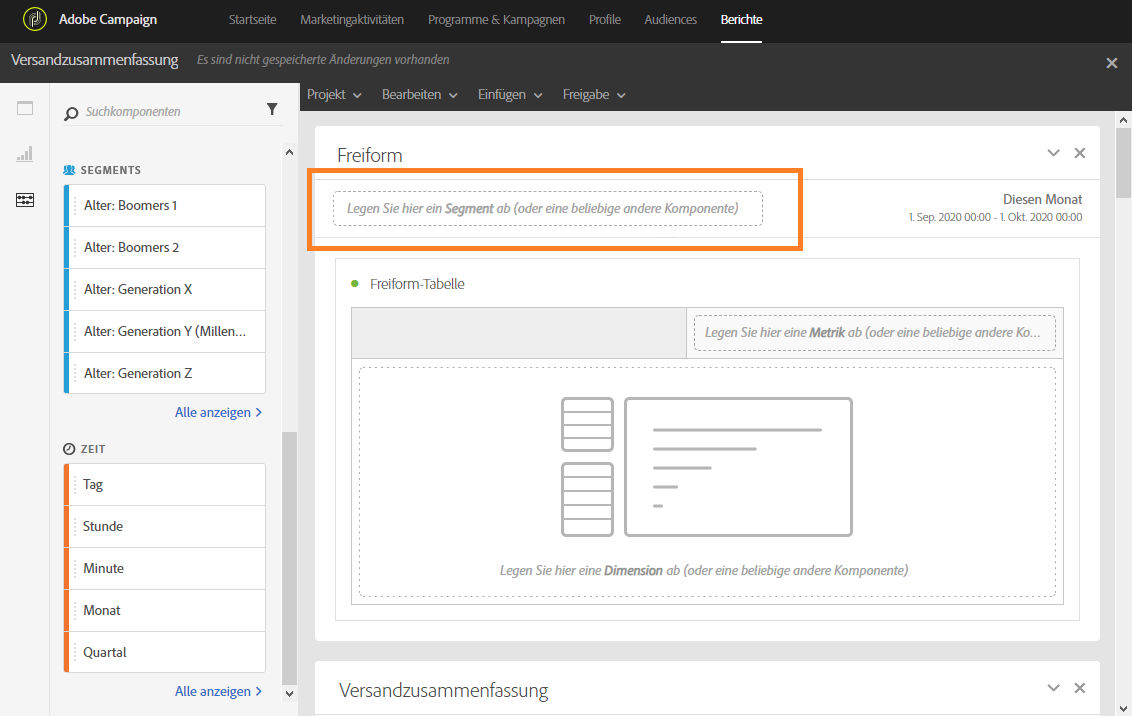 Adobe Campaign Startseite Marketingaktivitäten Programme & Kampagnen Profile Audiences Berichte
Versandzusammenfassung Es sind nicht gespeicherte Änderungen vorhanden
Projekt Bearbeiten Einfügen Freigabe
Suchkomponenten
SEGMENTS
Alter: Boomers 1
Alter: Boomers 2
Alter: Generation X
Alter: Generation Y (Millen...
Alter: Generation Z
Alle anzeigen
ZEIT
Tag
Stunde
Minute
Monat
Quartal
Alle anzeigen
Freiform
Legen Sie hier ein Segment ab (oder eine beliebige andere Komponente)
Diesen Monat
1. Sep. 2020 00:00 - 1. Okt. 2020 00:00
Freiform-Tabelle
Legen Sie hier eine Metrik ab (oder eine beliebige andere Ko...
Legen Sie hier eine Dimension ab (oder eine beliebige andere Komponente)
Versandzusammenfassung